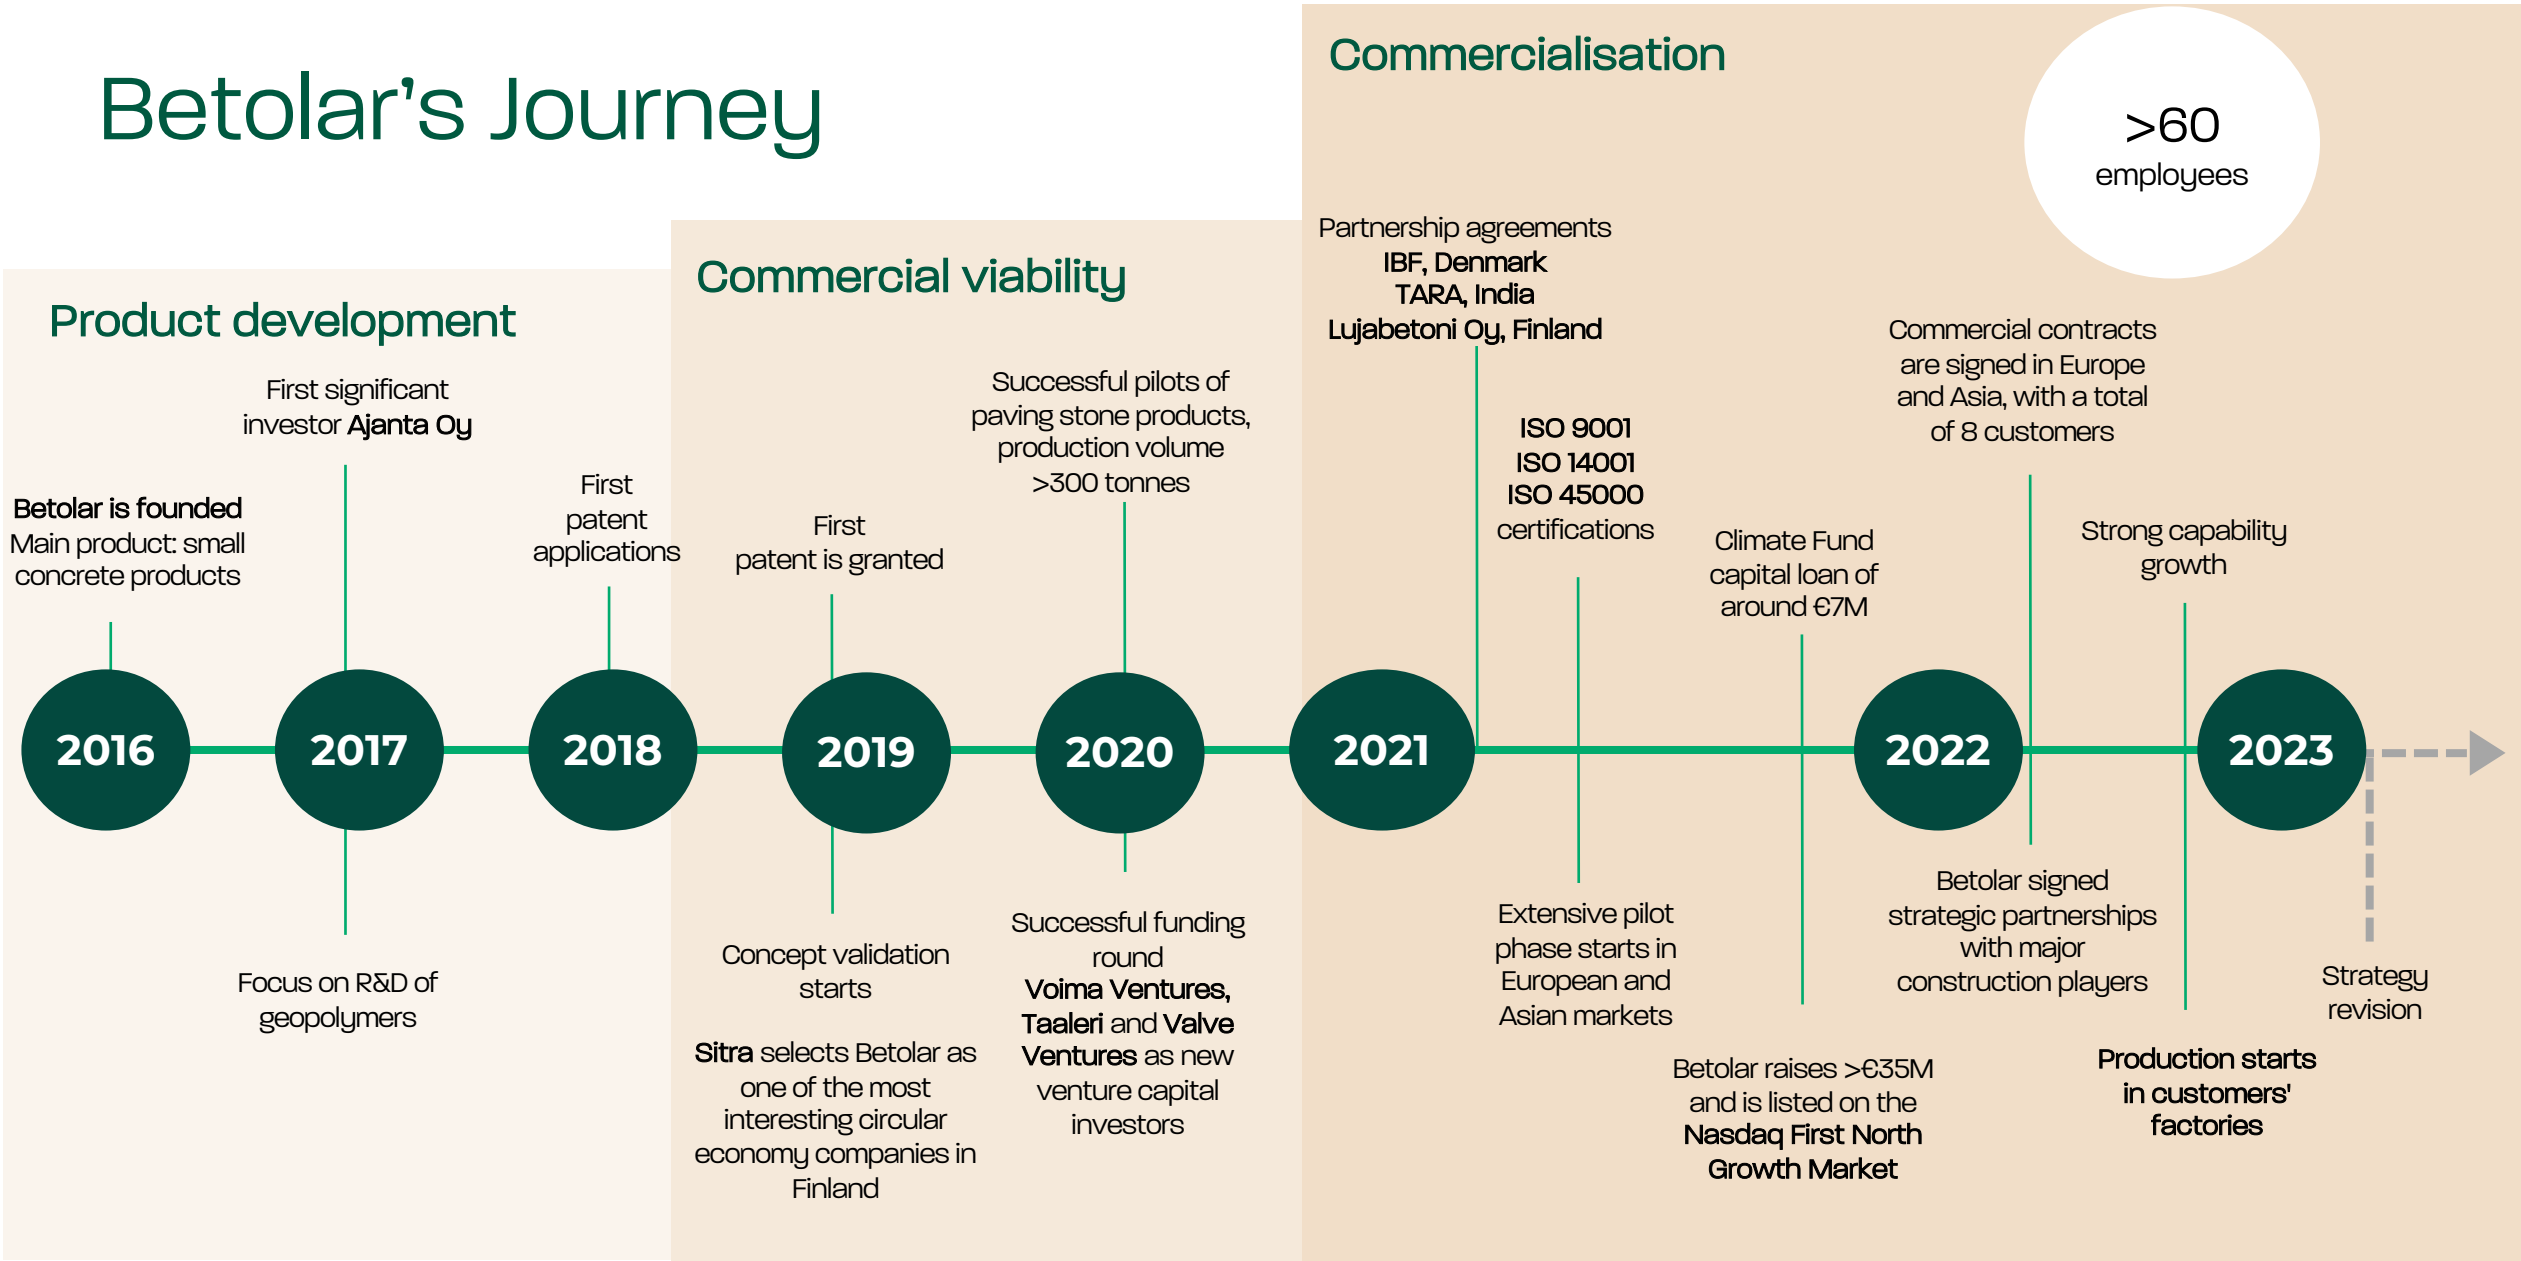 Betolar's Journey
Commercialisation
>60
employees
Product development
Commercial viability
Betolar is founded
Main product: small
concrete products
First significant
investor Ajanta Oy
First
patent
applications
First
patent is granted
Successful pilots of
paving stone products,
production volume
>300 tonnes
Partnership agreements
IBF, Denmark
TARA, India
Lujabetoni Oy, Finland
ISO 9001
ISO 14001
ISO 45000
certifications
Climate Fund
capital loan of
around €7M
Commercial contracts
are signed in Europe
and Asia, with a total
of 8 customers
Strong capability
growth
2016
2017
2018
2019
2020
2021
2022
2023
Focus on R&D of
geopolymers
Concept validation
starts
Sitra selects Betolar as
one of the most
interesting circular
economy companies in
Finland
Successful funding
round
Voima Ventures,
Taaleri and Valve
Ventures as new
venture capital
investors
Extensive pilot
phase starts in
European and
Asian markets
Betolar raises >€35M
and is listed on the
Nasdaq First North
Growth Market
Betolar signed
strategic partnerships
with major
construction players
Production starts
in customers'
factories
Strategy
revision